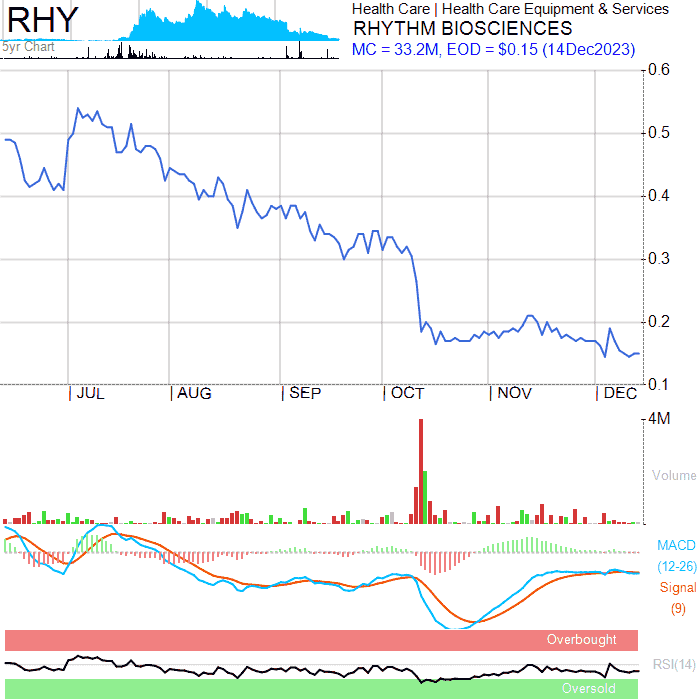 RHY
5yr Chart
Health Care | Health Care Equipment & Services
RHYTHM BIOSCIENCES
MC = 33.2M, EOD = $0.15 (14Dec2023)
0.6
0.5
0.4
0.3
0.2
0.1
JUL AUG SEP OCT NOV DEC
4M
Volume
MACD
(12-26)
Signal
(9)
Overbought
RSI(14)
Oversold